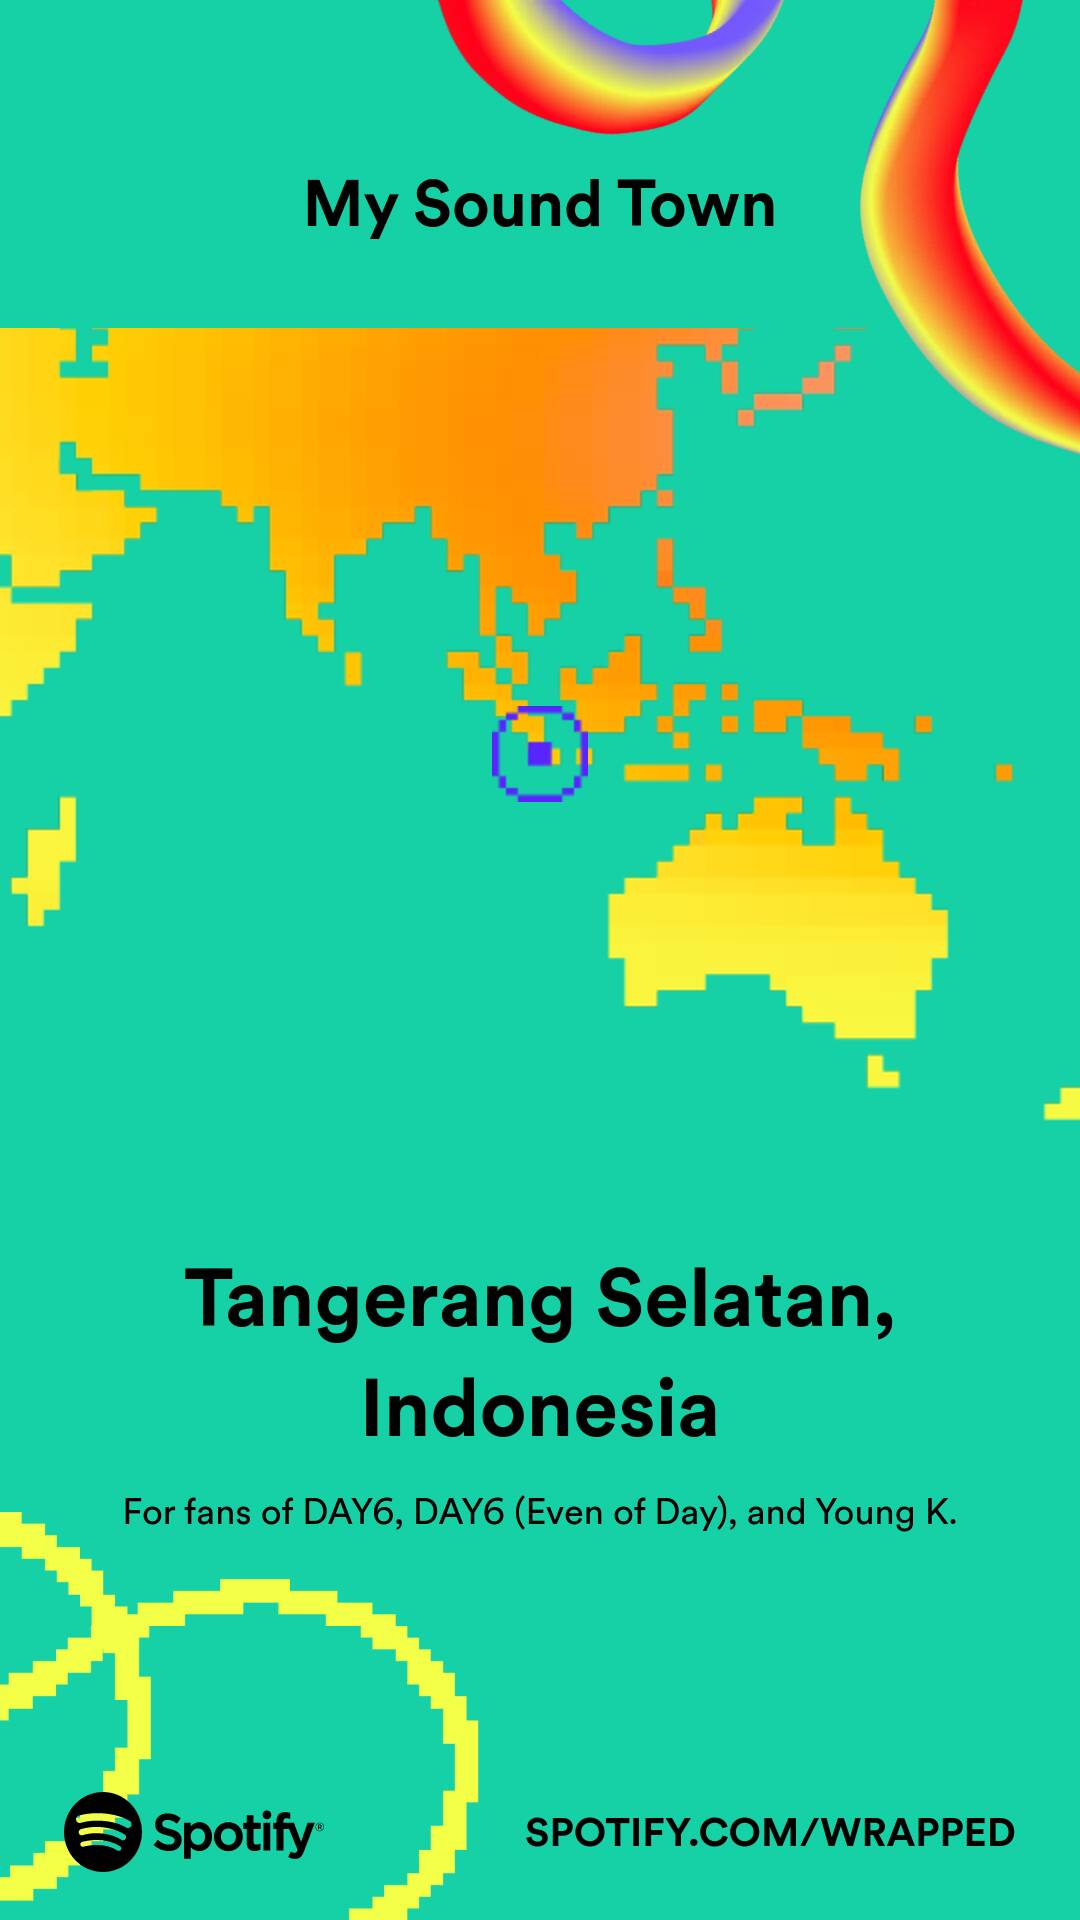 My Sound Town
Tangerang Selatan,
Indonesia
For fans of DAY6, DAY6 (Even of Day), and Young K.
Spotify®
SPOTIFY.COM/WRAPPED